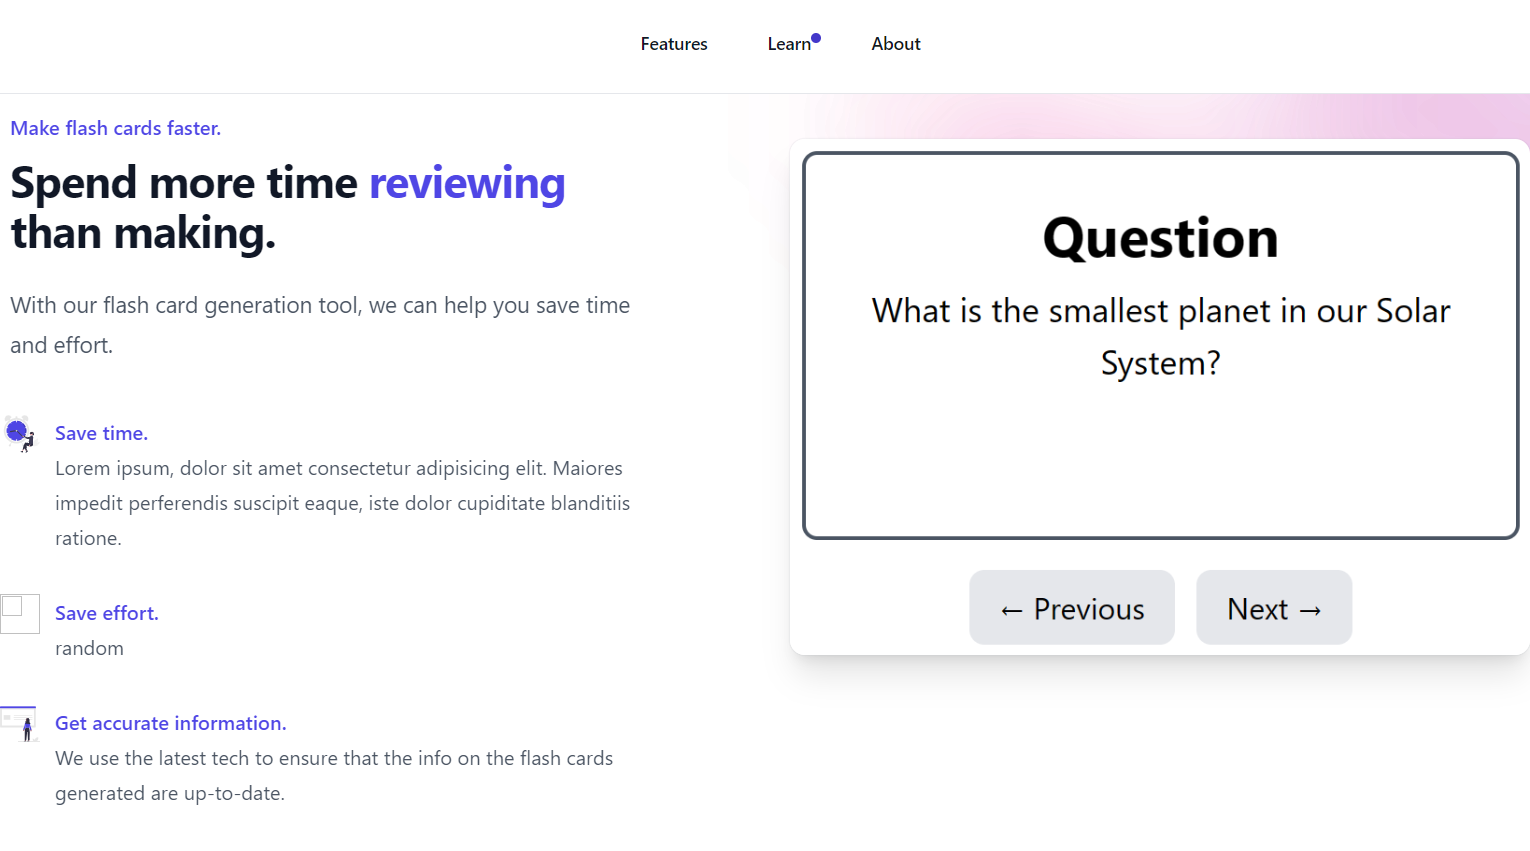 Features Learn About
Make flash cards faster.
Spend more time reviewing
than making.
With our flash card generation tool, we can help you save time
and effort.
Save time.
Lorem ipsum, dolor sit amet consectetur adipisicing elit. Maiores
impedit perferendis suscipit eaque, iste dolor cupiditate blanditiis
ratione.
Save effort.
random
Get accurate information.
We use the latest tech to ensure that the info on the flash cards
generated are up-to-date.
Question
What is the smallest planet in our Solar
System?
← Previous Next →